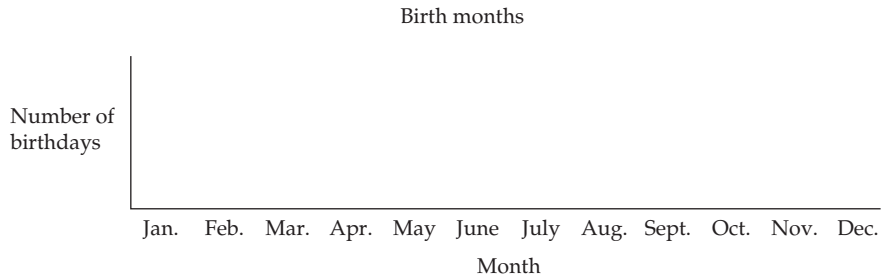 Birth months
Number of
birthdays
Jan. Feb. Mar. Apr. May June July Aug. Sept. Oct. Nov. Dec.
Month